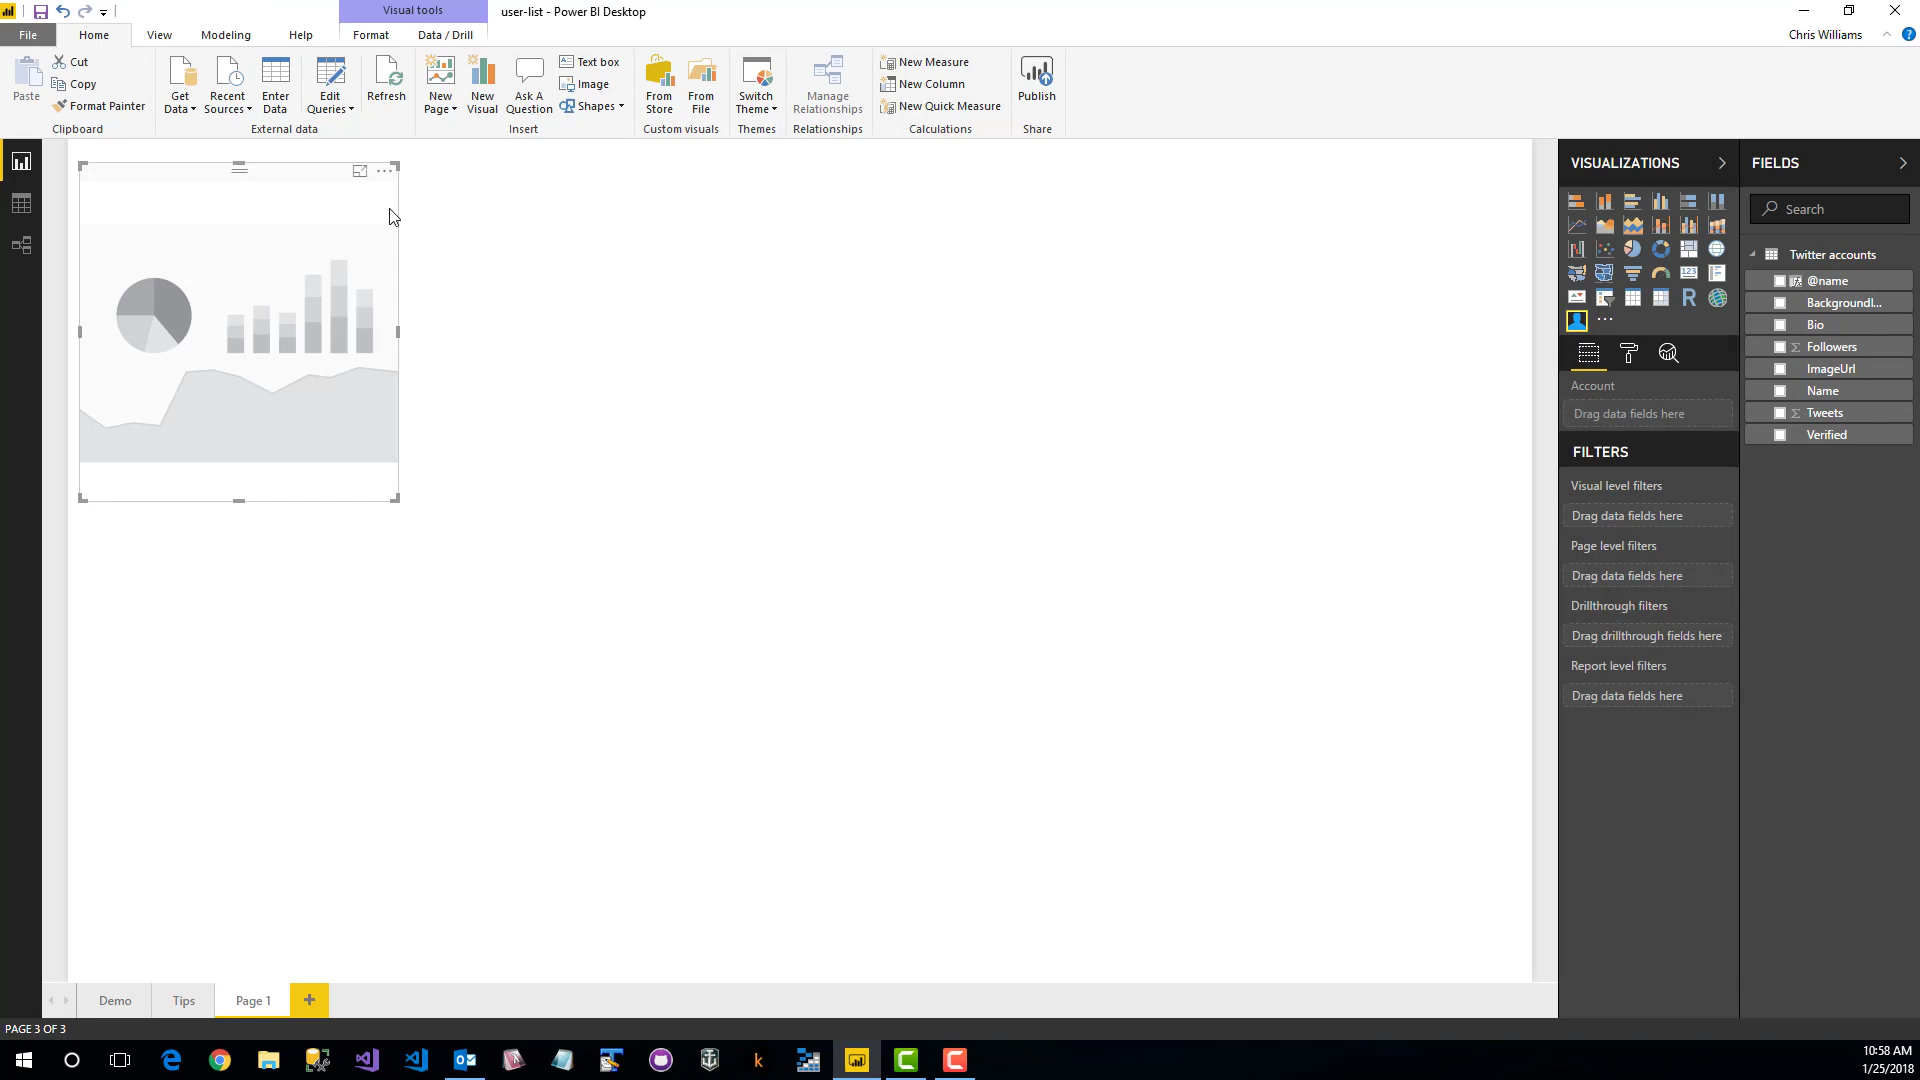 Visual tools
user-list - Power BI Desktop
File
Home
View
Modeling
Help
Format
Data / Drill
Chris Williams
?
Paste
Cut
Copy
Format Painter
Clipboard
Get Data
Recent Sources
Enter Data
Edit Queries
Refresh
External data
New Page
New Visual
Ask A Question
Text box
Image
Shapes
Insert
From Store
From File
Custom visuals
Switch Theme
Themes
Manage Relationships
Relationships
New Measure
New Column
New Quick Measure
Calculations
Publish
Share
VISUALIZATIONS
123
R
Account
Drag data fields here
FILTERS
Visual level filters
Drag data fields here
Page level filters
Drag data fields here
Drillthrough filters
Drag drillthrough fields here
Report level filters
Drag data fields here
FIELDS
Search
Twitter accounts
@name
BackgroundI...
Bio
Σ Followers
ImageUrl
Name
Σ Tweets
Verified
Demo
Tips
Page 1
+
PAGE 3 OF 3
k
10:58 AM
1/25/2018